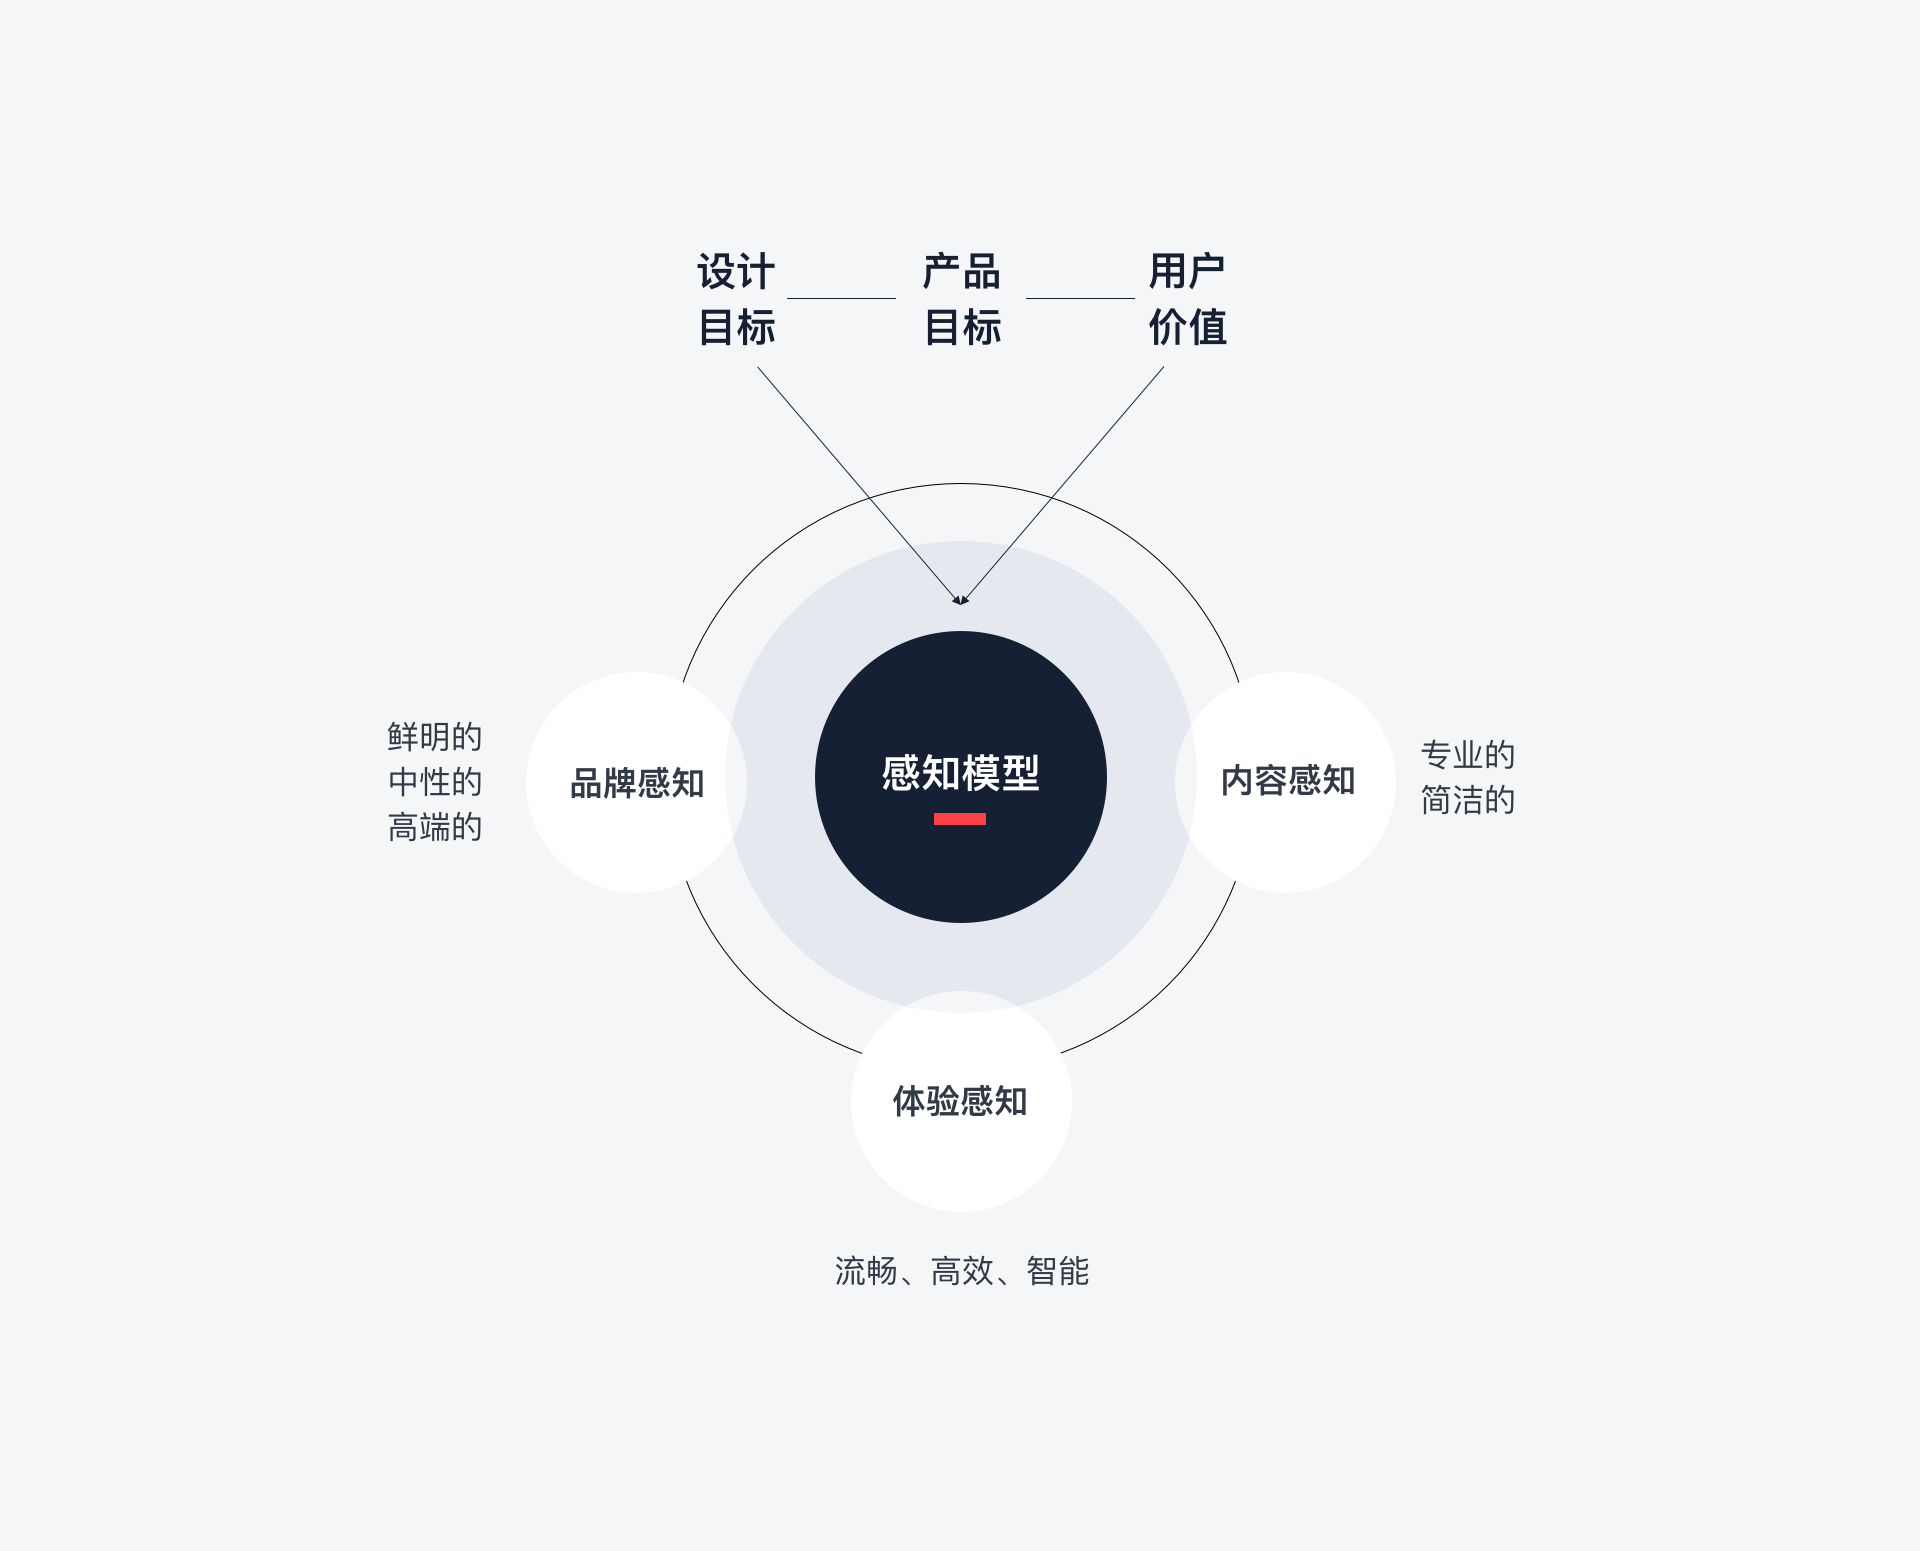 设计
目标
产品
目标
用户
价值
鲜明的
中性的
高端的
品牌感知
感知模型
内容感知
专业的
简洁的
体验感知
流畅、高效、智能